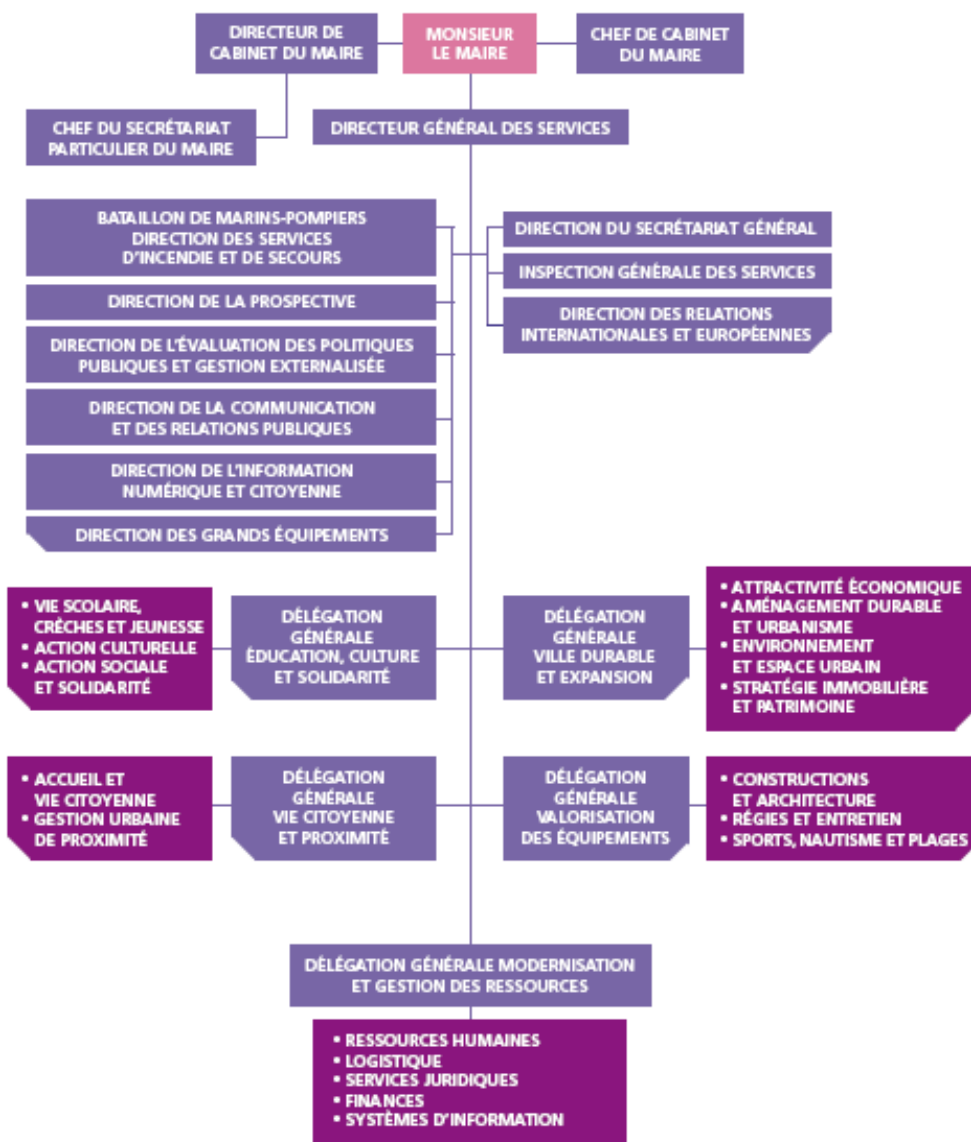 DIRECTEUR DE
CABINET DU MAIRE
MONSIEUR
LE MAIRE
CHEF DE CABINET
DU MAIRE
CHEF DU SECRÉTARIAT
PARTICULIER DU MAIRE
DIRECTEUR GÉNÉRAL DES SERVICES
BATAILLON DE MARINS-POMPIERS
DIRECTION DES SERVICES
D'INCENDIE ET DE SECOURS
DIRECTION DE LA PROSPECTIVE
DIRECTION DE L'ÉVALUATION DES POLITIQUES
PUBLIQUES ET GESTION EXTERNALISÉE
DIRECTION DE LA COMMUNICATION
ET DES RELATIONS PUBLIQUES
DIRECTION DE L'INFORMATION
NUMÉRIQUE ET CITOYENNE
DIRECTION DES GRANDS ÉQUIPEMENTS
DIRECTION DU SECRÉTARIAT GÉNÉRAL
INSPECTION GÉNÉRALE DES SERVICES
DIRECTION DES RELATIONS
INTERNATIONALES ET EUROPÉENNES
• VIE SCOLAIRE,
CRÈCHES ET JEUNESSE
• ACTION CULTURELLE
• ACTION SOCIALE
ET SOLIDARITÉ
DÉLÉGATION
GÉNÉRALE
ÉDUCATION, CULTURE
ET SOLIDARITÉ
DÉLÉGATION
GÉNÉRALE
VILLE DURABLE
ET EXPANSION
• ATTRACTIVITÉ ÉCONOMIQUE
• AMÉNAGEMENT DURABLE
ET URBANISME
• ENVIRONNEMENT
ET ESPACE URBAIN
• STRATÉGIE IMMOBILIÈRE
ET PATRIMOINE
• ACCUEIL ET
VIE CITOYENNE
• GESTION URBAINE
DE PROXIMITÉ
DÉLÉGATION
GÉNÉRALE
VIE CITOYENNE
ET PROXIMITÉ
DÉLÉGATION
GÉNÉRALE
VALORISATION
DES ÉQUIPEMENTS
• CONSTRUCTIONS
ET ARCHITECTURE
• RÉGIES ET ENTRETIEN
• SPORTS, NAUTISME ET PLAGES
DÉLÉGATION GÉNÉRALE MODERNISATION
ET GESTION DES RESSOURCES
• RESSOURCES HUMAINES
• LOGISTIQUE
• SERVICES JURIDIQUES
• FINANCES
• SYSTÈMES D'INFORMATION